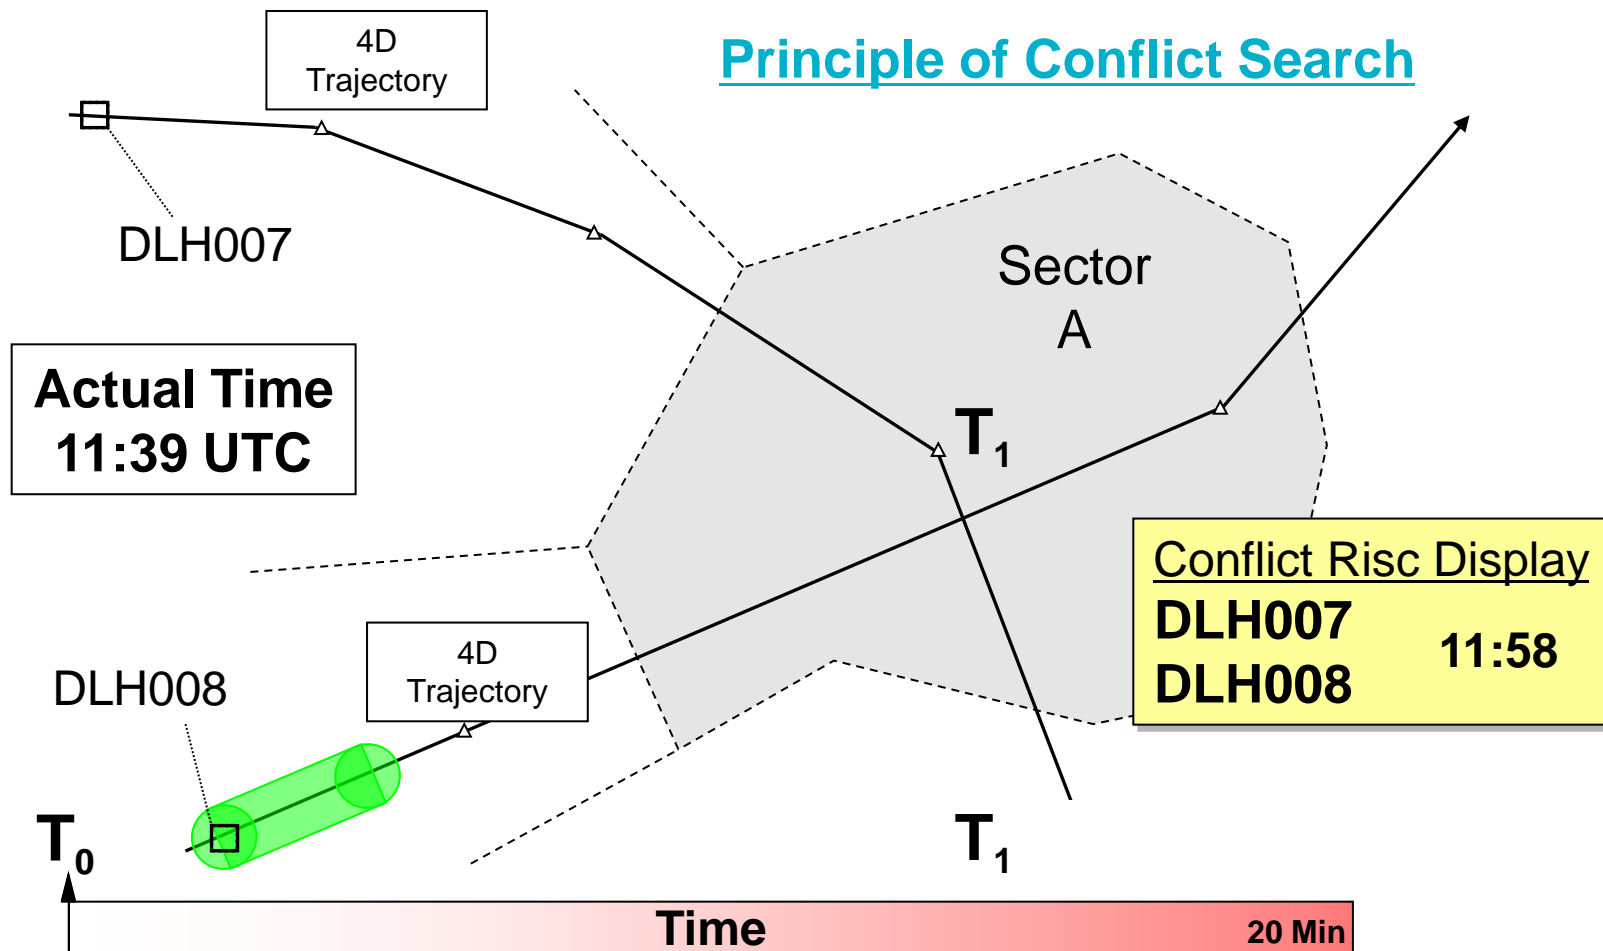 4D
Trajectory
Principle of Conflict Search
DLH007
Sector
A
Actual Time
11:39 UTC
T1
Conflict Risc Display
DLH007
11:58
DLH008
4D
Trajectory
DLH008
T0
T1
Time
20 Min